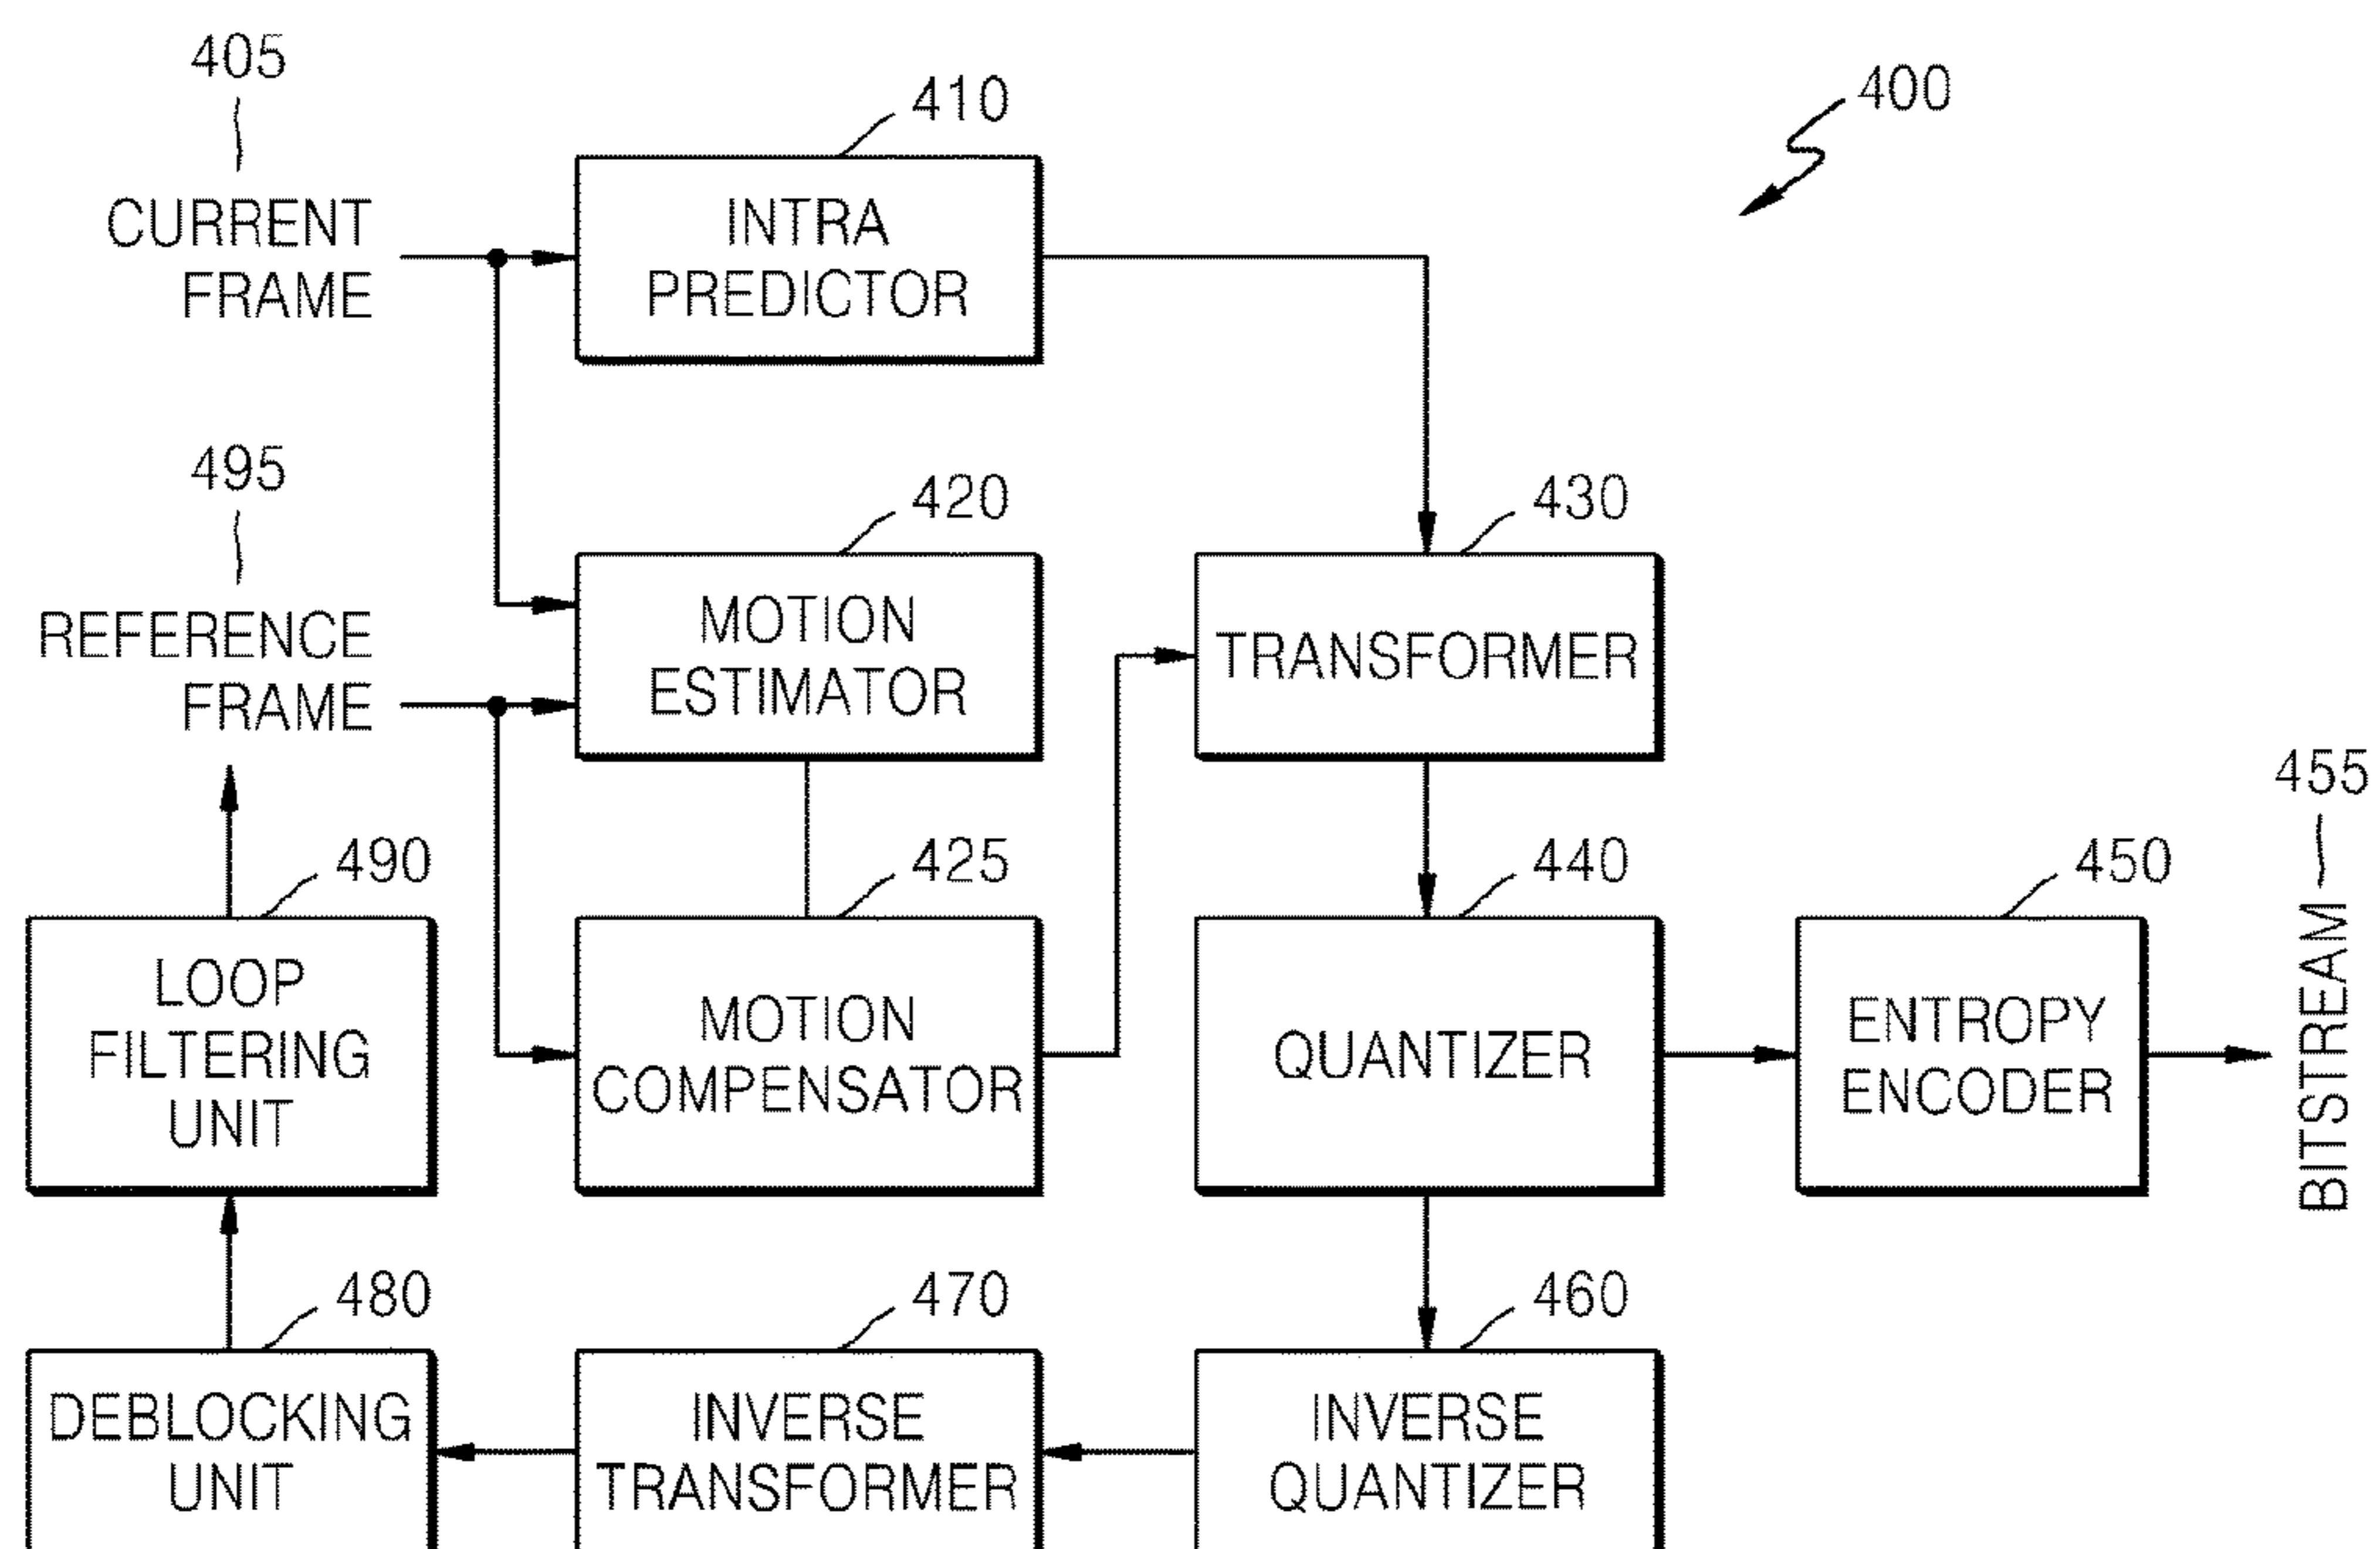 405
410
400
CURRENT
FRAME
INTRA
PREDICTOR
495
420
430
REFERENCE
FRAME
MOTION
ESTIMATOR
TRANSFORMER
455
490
425
440
450
LOOP
FILTERING
UNIT
MOTION
COMPENSATOR
QUANTIZER
ENTROPY
ENCODER
BITSTREAM
480
470
460
DEBLOCKING
UNIT
INVERSE
TRANSFORMER
INVERSE
QUANTIZER